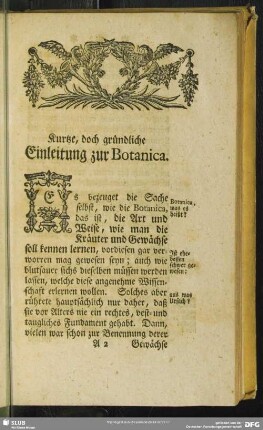 Kurtze, doch gründliche
Einleitung zur Botanica.
Es bezeuget die Sache
selbst, wie die Botanica,
das ist, die Art und
Weise, wie man die
Kräuter und Gewächse
soll kennen lernen, vordiesen gar ver-
worren mag gewesen seyn; auch wie
blutsauer sichs dieselben müssen werden
lassen, welche diese angenehme Wissen-
schaft erlernen wollen. Solches aber
rührete hauptsächlich nur daher, daß
sie vor Alters nie ein rechtes, vest- und
taugliches Fundament gehabt. Dann,
vielen war schon zur Benennung derer
A 2 Gewächse
Botanica,
was es
heißt?
Ist
schwer ge-
wesen:
und was
Ursach?
SLUB
DFG